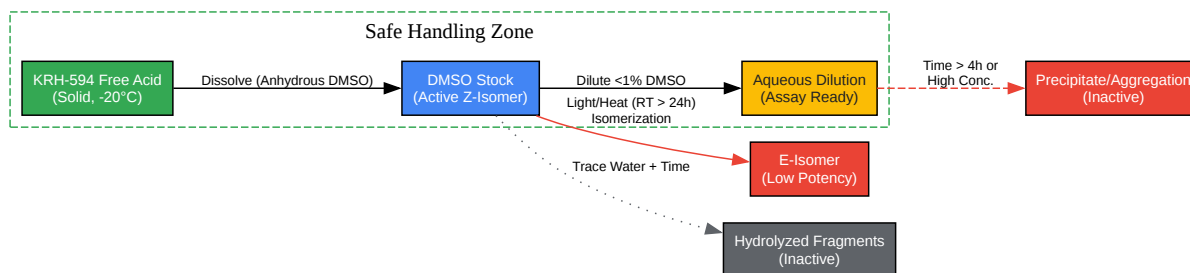 Safe Handling Zone
KRH-594 Free Acid
(Solid, -20°C)
Dissolve (Anhydrous DMSO)
DMSO Stock
(Active Z-Isomer)
Dilute <1% DMSO
Light/Heat (RT > 24h)
Isomerization
Aqueous Dilution
(Assay Ready)
Time > 4h or
High Conc.
Precipitate/Aggregation
(Inactive)
Trace Water + Time
E-Isomer
(Low Potency)
Hydrolyzed Fragments
(Inactive)